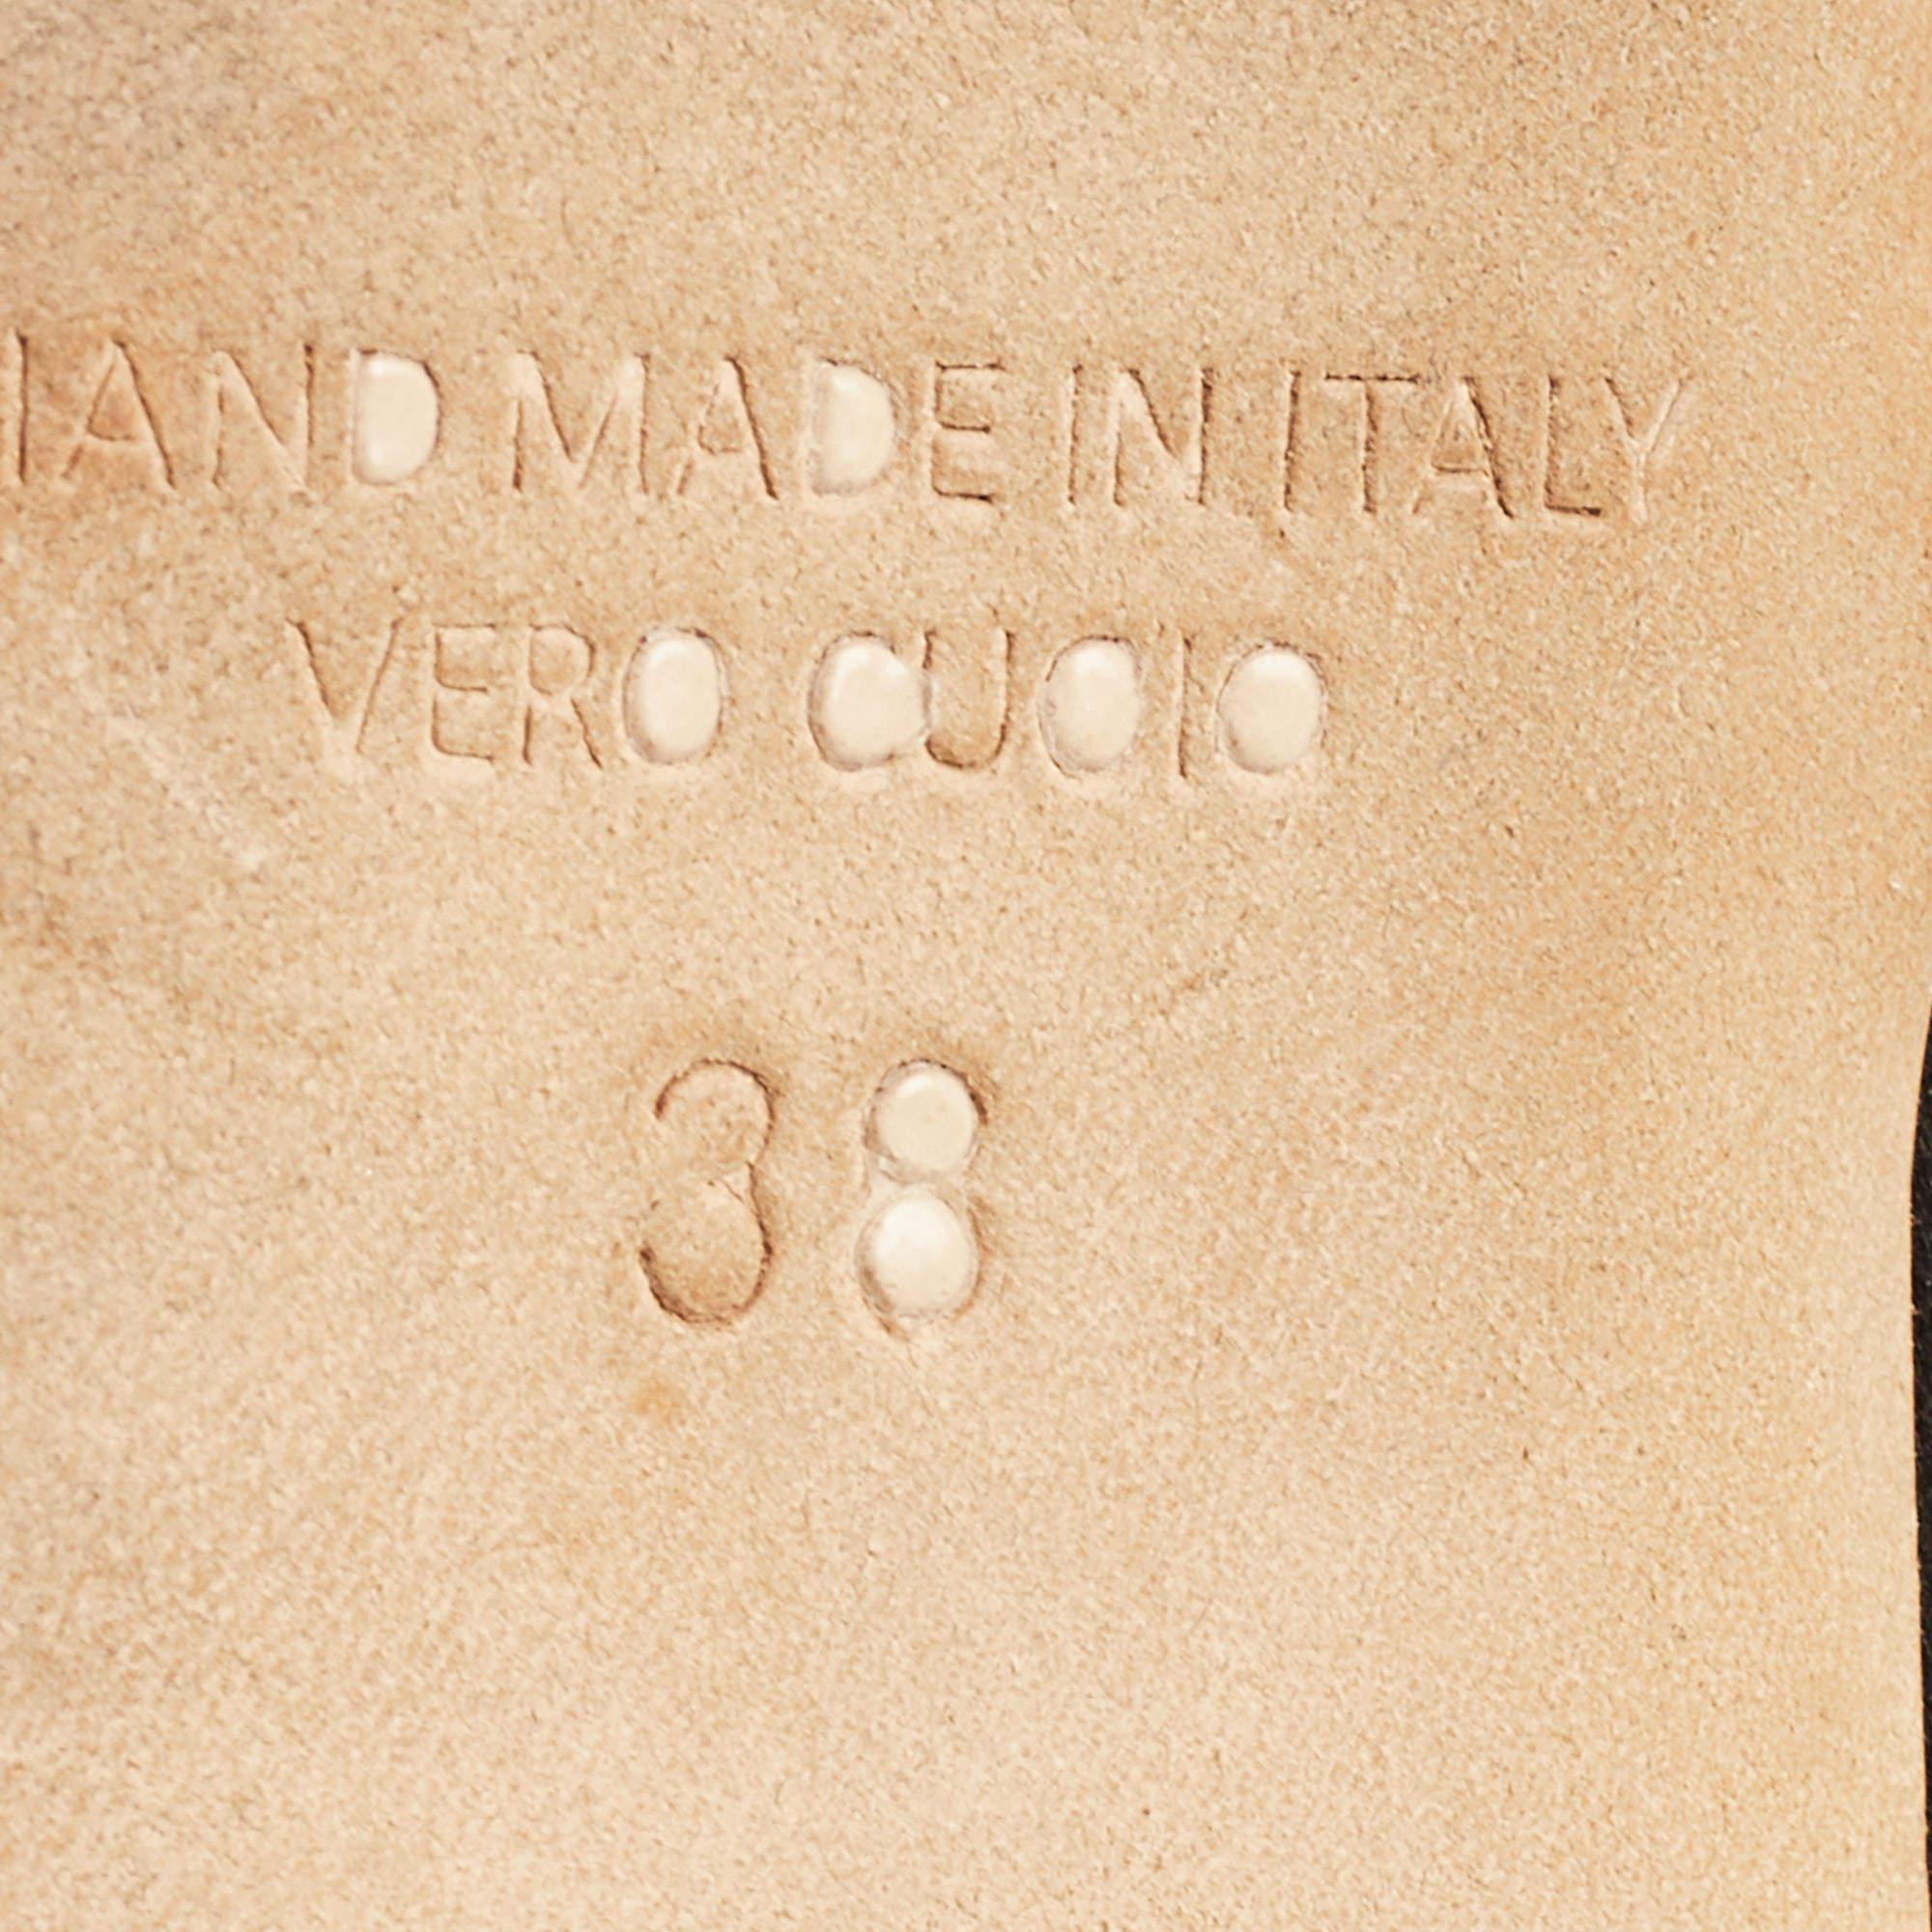 HAND MADE IN ITALY
VERO CUOIO
38